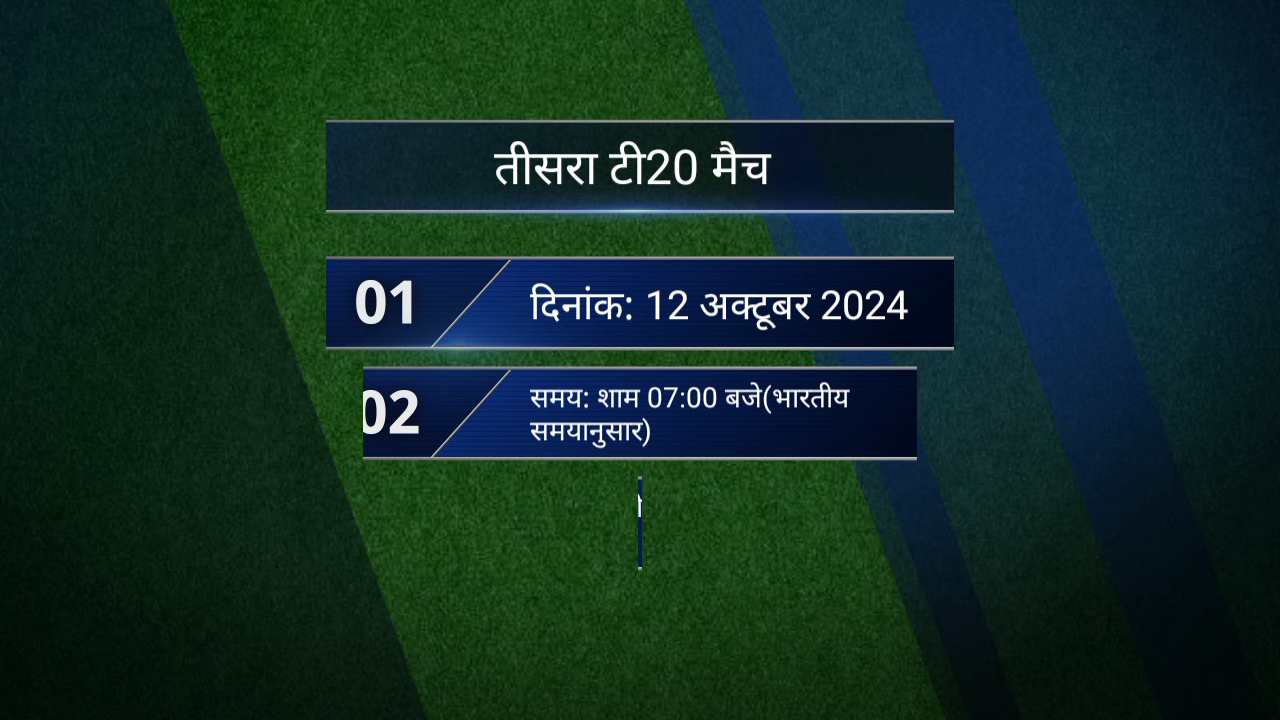 तीसरा टी20 मैच
01 दिनांक: 12 अक्टूबर 2024
02 समय: शाम 07:00 बजे(भारतीय
समयानुसार)